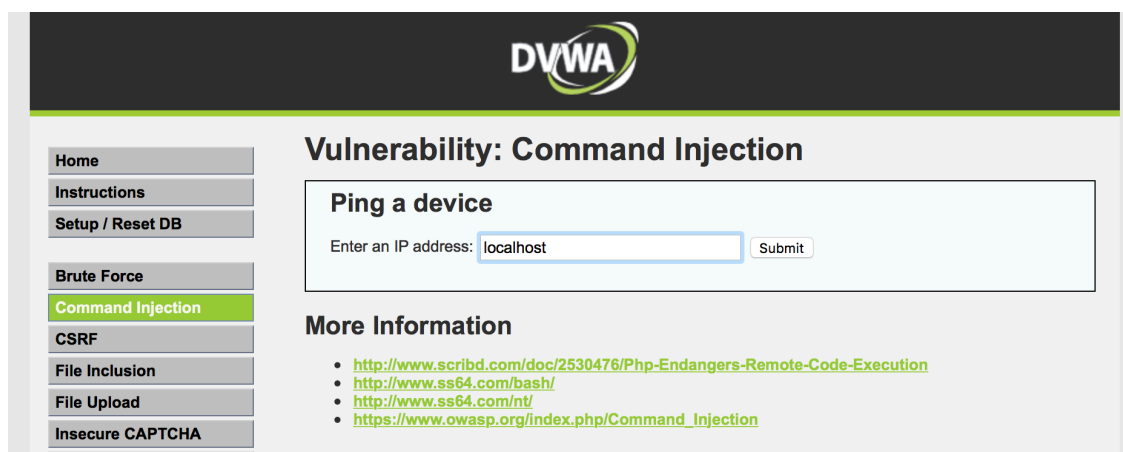 DVWA
Home
Instructions
Setup / Reset DB
Brute Force
Command Injection
CSRF
File Inclusion
File Upload
Insecure CAPTCHA
Vulnerability: Command Injection
Ping a device
Enter an IP address: localhost Submit
More Information
http://www.scribd.com/doc/2530476/Php-Endangers-Remote-Code-Execution
http://www.ss64.com/bash/
http://www.ss64.com/nt/
https://www.owasp.org/index.php/Command_Injection